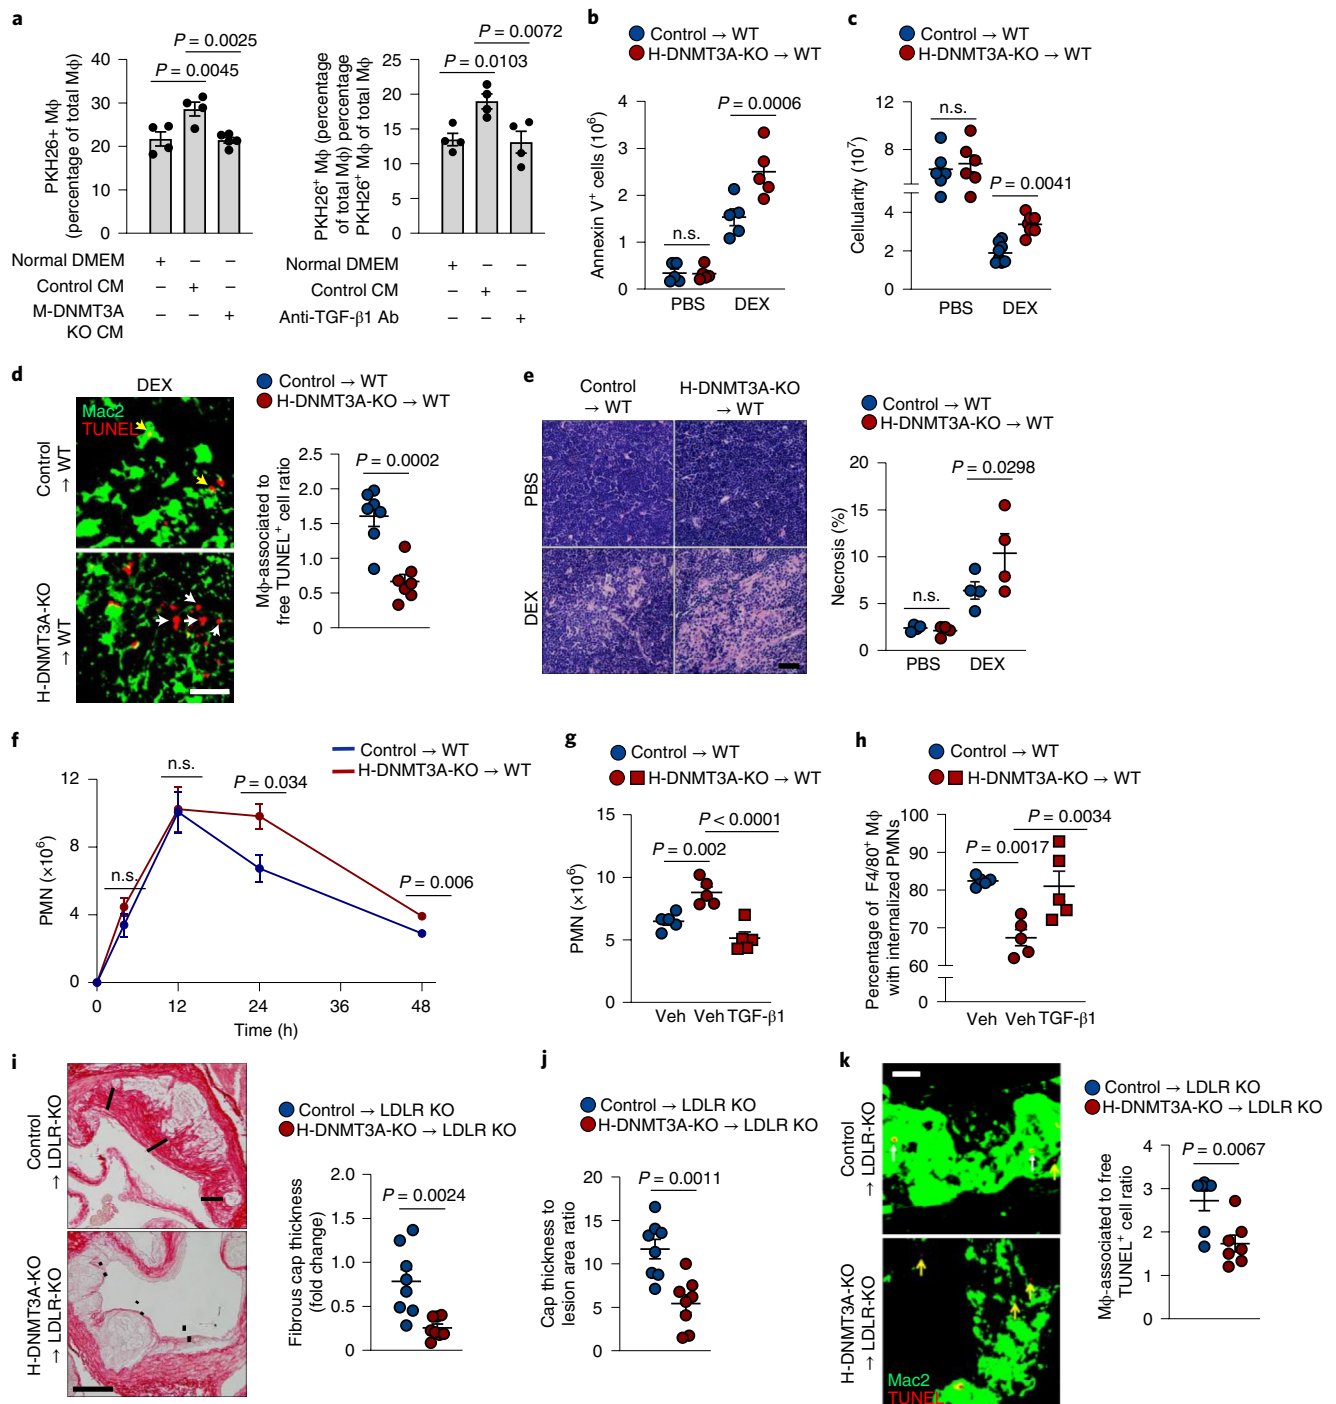 a
P = 0.0025
P = 0.0045
PKH26+ Mϕ
(percentage of total Mϕ)
40
30
20
10
0
Normal DMEM + – –
Control CM – + –
M-DNMT3A – – +
KO CM
P = 0.0072
P = 0.0103
PKH26⁺ Mϕ (percentage
of total Mϕ) percentage
PKH26⁺ Mϕ of total Mϕ
25
20
15
10
5
0
Normal DMEM + – –
Control CM – + –
Anti-TGF-β1 Ab – – +
b
Control → WT
H-DNMT3A-KO → WT
P = 0.0006
n.s.
Annexin V⁺ cells (10⁶)
4
3
2
1
0
PBS DEX
c
Control → WT
H-DNMT3A-KO → WT
n.s.
P = 0.0041
Cellularity (10⁷)
12
8
4
2
0
PBS DEX
d
DEX
Mac2
TUNEL
Control
→ WT
H-DNMT3A-KO
→ WT
Control → WT
H-DNMT3A-KO → WT
P = 0.0002
Mϕ-associated to
free TUNEL⁺ cell ratio
2.5
2.0
1.5
1.0
0.5
0
e
Control
→ WT
H-DNMT3A-KO
→ WT
PBS
DEX
Control → WT
H-DNMT3A-KO → WT
P = 0.0298
n.s.
Necrosis (%)
20
15
10
5
0
PBS DEX
f
Control → WT
H-DNMT3A-KO → WT
n.s.
n.s.
P = 0.034
P = 0.006
PMN (×10⁶)
12
8
4
0
0 12 24 36 48
Time (h)
g
Control → WT
H-DNMT3A-KO → WT
P < 0.0001
P = 0.002
PMN (×10⁶)
15
10
5
0
Veh Veh TGF-β1
h
Control → WT
H-DNMT3A-KO → WT
P = 0.0034
P = 0.0017
Percentage of F4/80⁺ Mϕ
with internalized PMNs
100
90
80
70
60
0
Veh Veh TGF-β1
i
Control
→ LDLR-KO
H-DNMT3A-KO
→ LDLR-KO
Control → LDLR KO
H-DNMT3A-KO → LDLR KO
P = 0.0024
Fibrous cap thickness
(fold change)
2.0
1.5
1.0
0.5
0
j
Control → LDLR KO
H-DNMT3A-KO → LDLR KO
P = 0.0011
Cap thickness to
lesion area ratio
20
15
10
5
0
k
Control
→ LDLR-KO
H-DNMT3A-KO
→ LDLR-KO
Mac2
TUNEL
Control → LDLR KO
H-DNMT3A-KO → LDLR KO
P = 0.0067
Mϕ-associated to free
TUNEL⁺ cell ratio
4
3
2
1
0